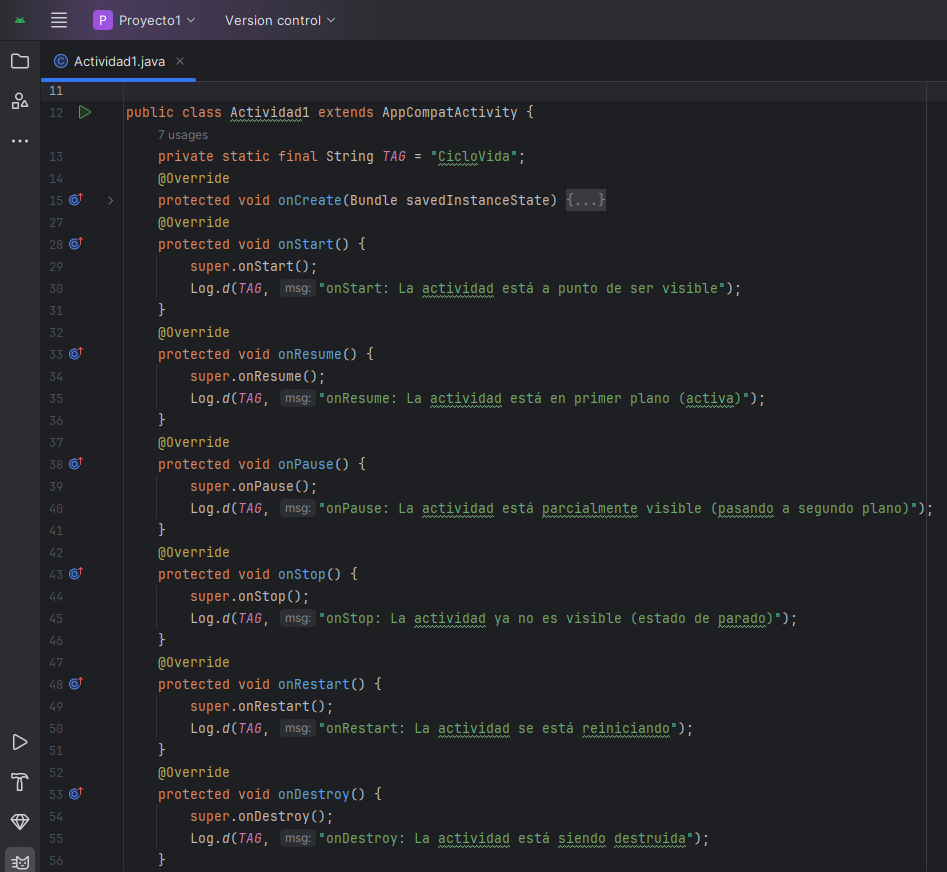 P Proyecto1 Version control
Actividad1.java
11
12 public class Actividad1 extends AppCompatActivity {
7 usages
13 private static final String TAG = "CicloVida";
14 @Override
15 protected void onCreate(Bundle savedInstanceState) {...}
27 @Override
28 protected void onStart() {
29 super.onStart();
30 Log.d(TAG, msg: "onStart: La actividad está a punto de ser visible");
31 }
32 @Override
33 protected void onResume() {
34 super.onResume();
35 Log.d(TAG, msg: "onResume: La actividad está en primer plano (activa)");
36 }
37 @Override
38 protected void onPause() {
39 super.onPause();
40 Log.d(TAG, msg: "onPause: La actividad está parcialmente visible (pasando a segundo plano)");
41 }
42 @Override
43 protected void onStop() {
44 super.onStop();
45 Log.d(TAG, msg: "onStop: La actividad ya no es visible (estado de parado)");
46 }
47 @Override
48 protected void onRestart() {
49 super.onRestart();
50 Log.d(TAG, msg: "onRestart: La actividad se está reiniciando");
51 }
52 @Override
53 protected void onDestroy() {
54 super.onDestroy();
55 Log.d(TAG, msg: "onDestroy: La actividad está siendo destruida");
56 }